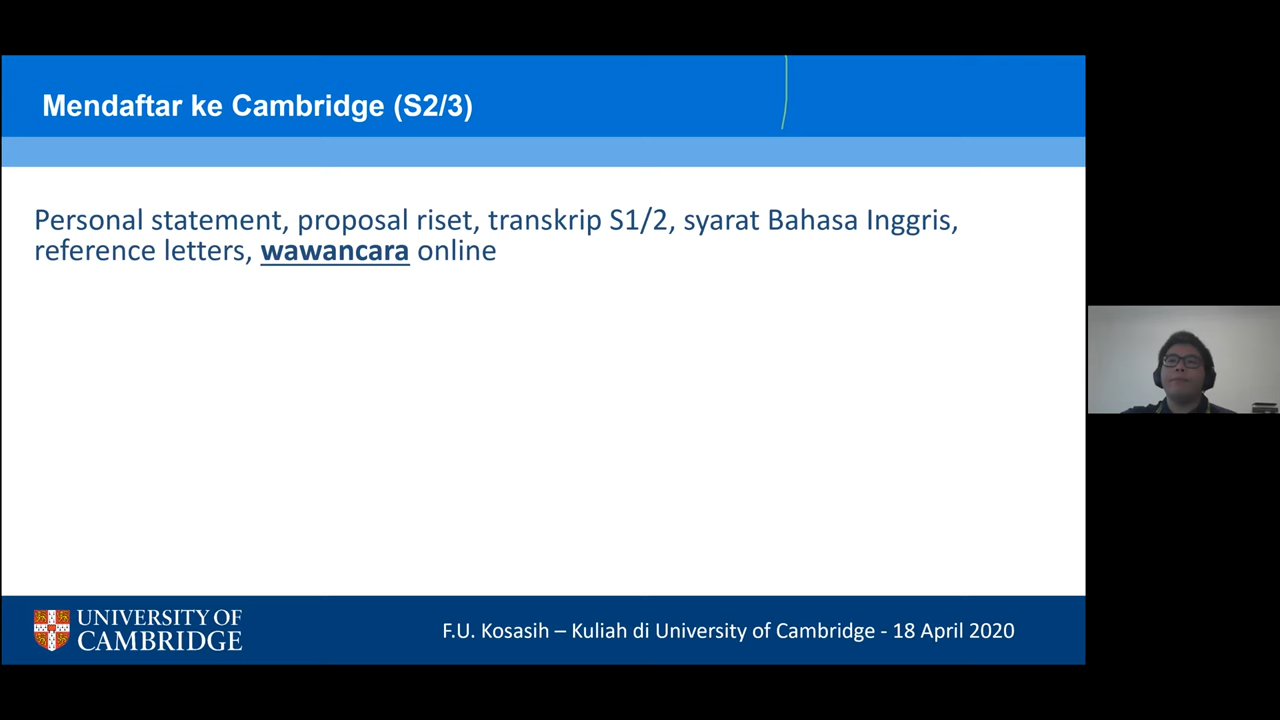 Mendaftar ke Cambridge (S2/3)
Personal statement, proposal riset, transkrip S1/2, syarat Bahasa Inggris,
reference letters, wawancara online
UNIVERSITY OF
CAMBRIDGE
F.U. Kosasih – Kuliah di University of Cambridge - 18 April 2020